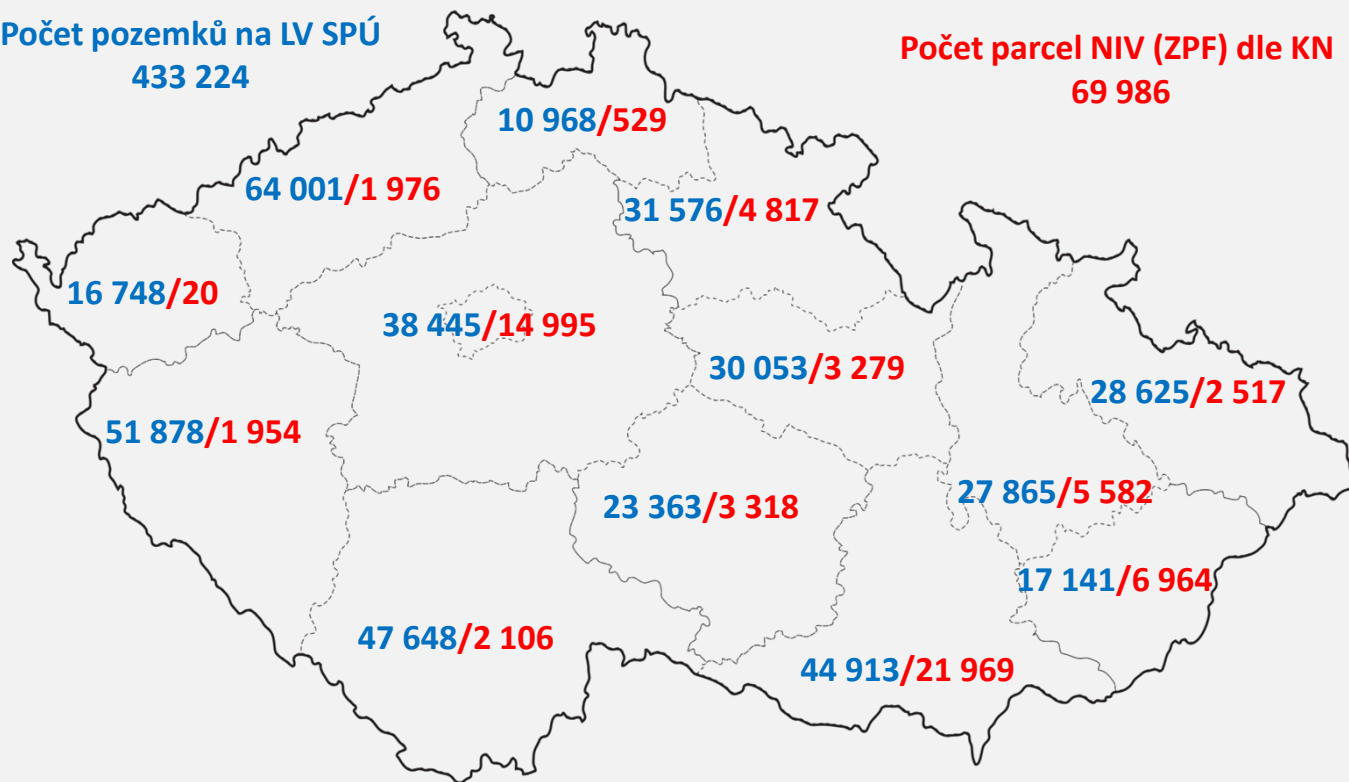 Počet pozemků na LV SPÚ
433 224
Počet parcel NIV (ZPF) dle KN
69 986
10 968/529
64 001/1 976
31 576/4 817
16 748/20
38 445/14 995
30 053/3 279
28 625/2 517
51 878/1 954
27 865/5 582
23 363/3 318
17 141/6 964
47 648/2 106
44 913/21 969